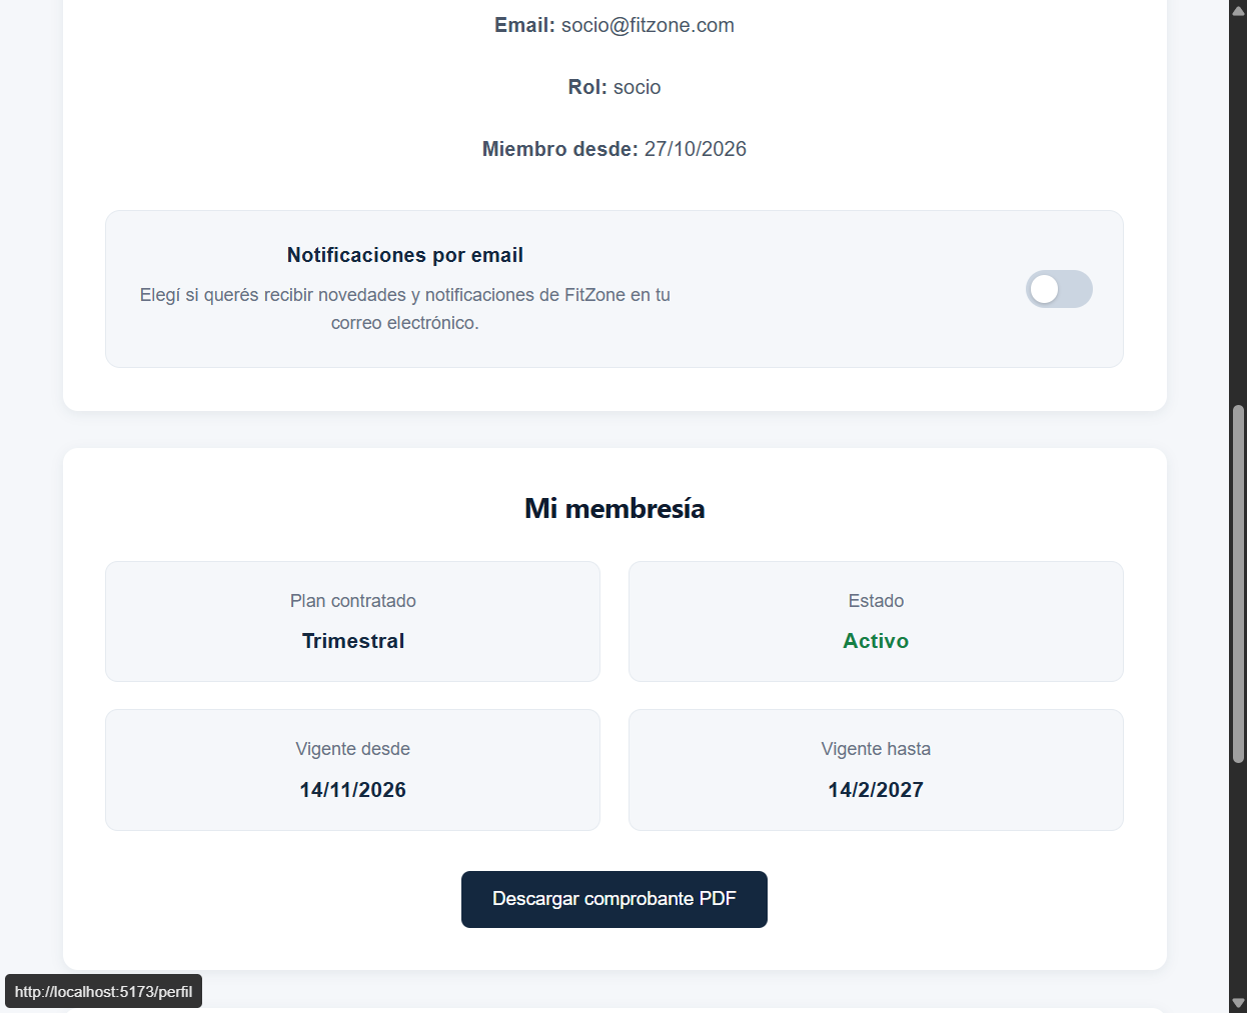 Email: socio@fitzone.com
Rol: socio
Miembro desde: 27/10/2026
Notificaciones por email
Elegí si querés recibir novedades y notificaciones de FitZone en tu
correo electrónico.
Mi membresía
Plan contratado
Trimestral
Estado
Activo
Vigente desde
14/11/2026
Vigente hasta
14/2/2027
Descargar comprobante PDF
http://localhost:5173/perfil